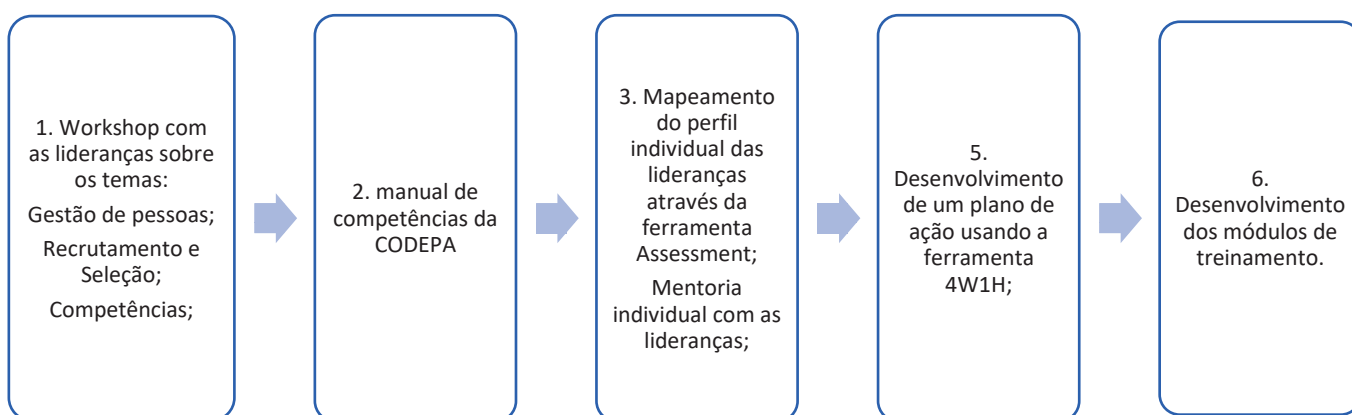 1. Workshop com
as lideranças sobre
os temas:
Gestão de pessoas;
Recrutamento e
Seleção;
Competências;
2. manual de
competências da
CODEPA
3. Mapeamento
do perfil
individual das
lideranças
através da
ferramenta
Assessment;
Mentoria
individual com as
lideranças;
5.
Desenvolvimento
de um plano de
ação usando a
ferramenta
4W1H;
6.
Desenvolvimento
dos módulos de
treinamento.